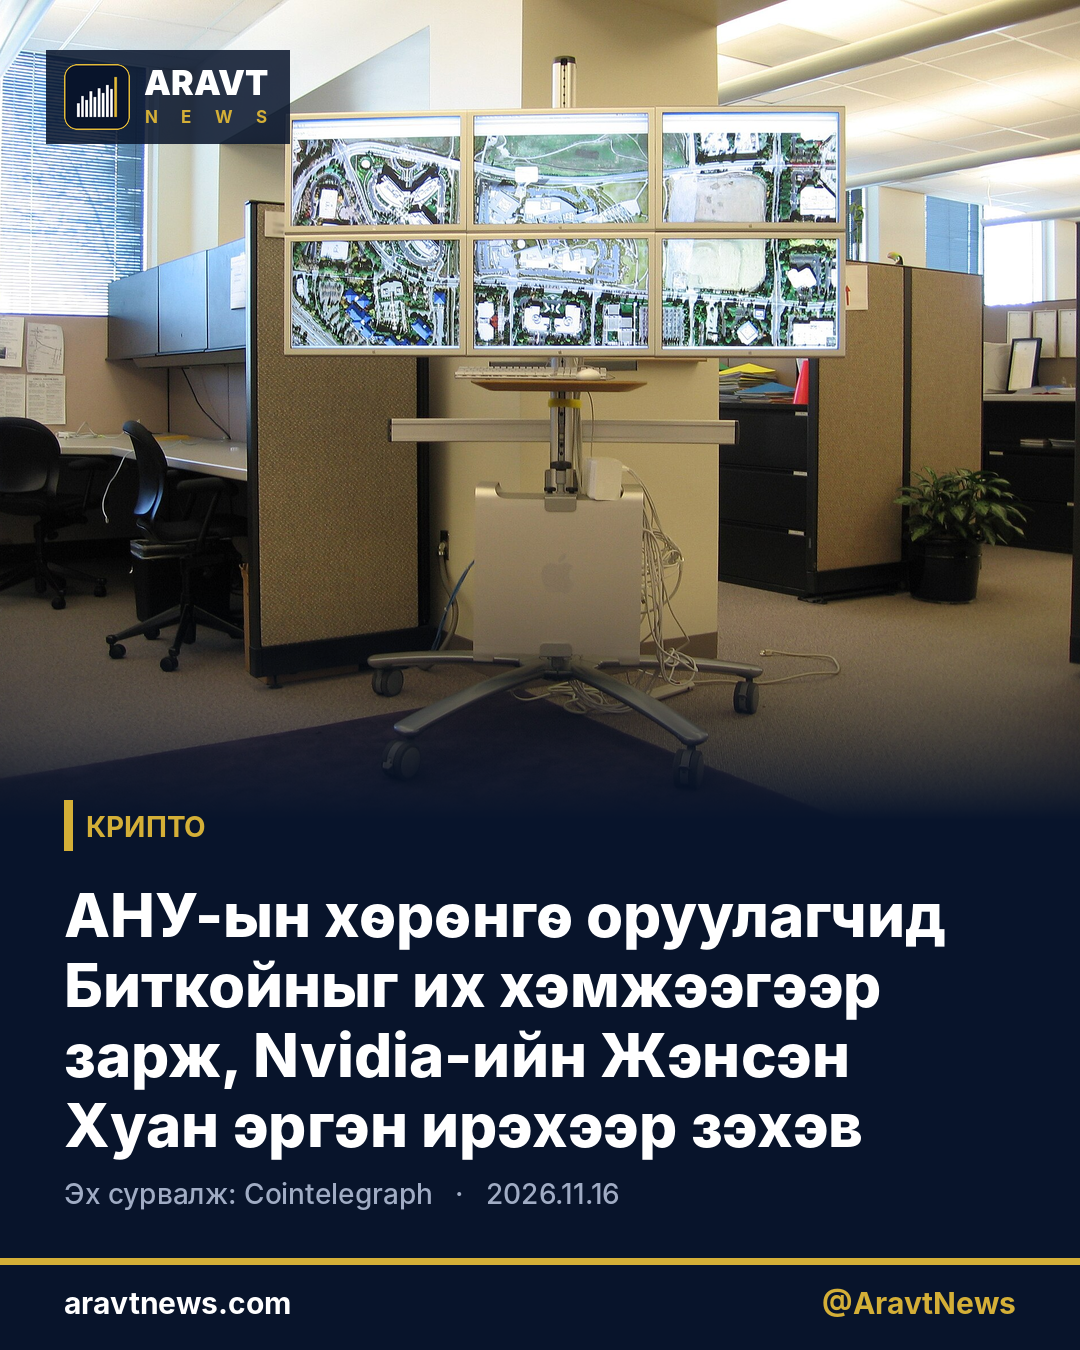 ARAVT
NEWS
КРИПТО
АНУ-ын хөрөнгө оруулагчид
Биткойныг их хэмжээгээр
зарж, Nvidia-ийн Жэнсэн
Хуан эргэн ирэхээр зэхэв
Эх сурвалж: Cointelegraph · 2026.11.16
aravtnews.com
@AravtNews